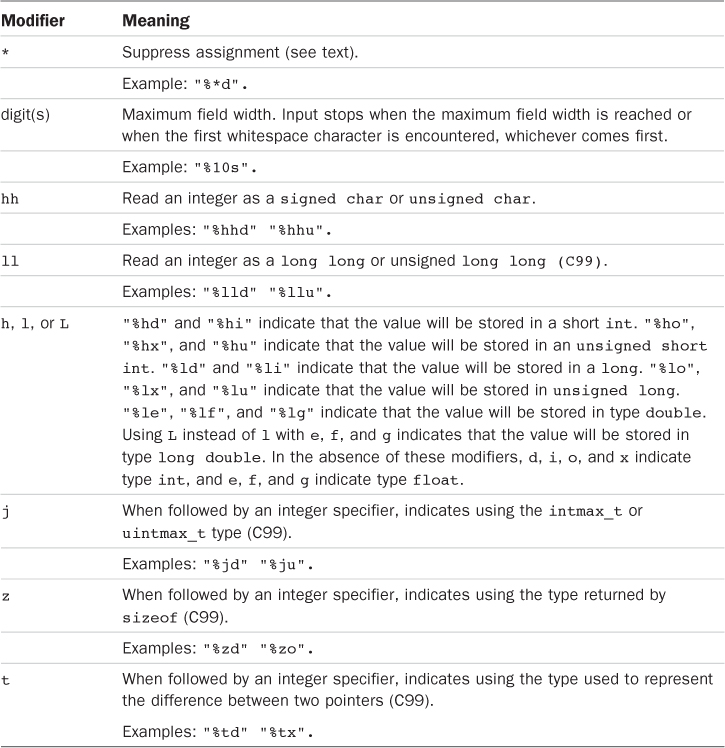 Modifier Meaning
* Suppress assignment (see text).
Example: "%*d".
digit(s) Maximum field width. Input stops when the maximum field width is reached or
when the first whitespace character is encountered, whichever comes first.
Example: "%10s".
hh Read an integer as a signed char or unsigned char.
Examples: "%hhd" "%hhu".
ll Read an integer as a long long or unsigned long long (C99).
Examples: "%lld" "%llu".
h, l, or L "%hd" and "%hi" indicate that the value will be stored in a short int. "%ho",
"%hx", and "%hu" indicate that the value will be stored in an unsigned short
int. "%ld" and "%li" indicate that the value will be stored in a long. "%lo",
"%lx", and "%lu" indicate that the value will be stored in unsigned long.
"%le", "%lf", and "%lg" indicate that the value will be stored in type double.
Using L instead of l with e, f, and g indicates that the value will be stored in
type long double. In the absence of these modifiers, d, i, o, and x indicate
type int, and e, f, and g indicate type float.
j When followed by an integer specifier, indicates using the intmax_t or
uintmax_t type (C99).
Examples: "%jd" "%ju".
z When followed by an integer specifier, indicates using the type returned by
sizeof (C99).
Examples: "%zd" "%zo".
t When followed by an integer specifier, indicates using the type used to represent
the difference between two pointers (C99).
Examples: "%td" "%tx".